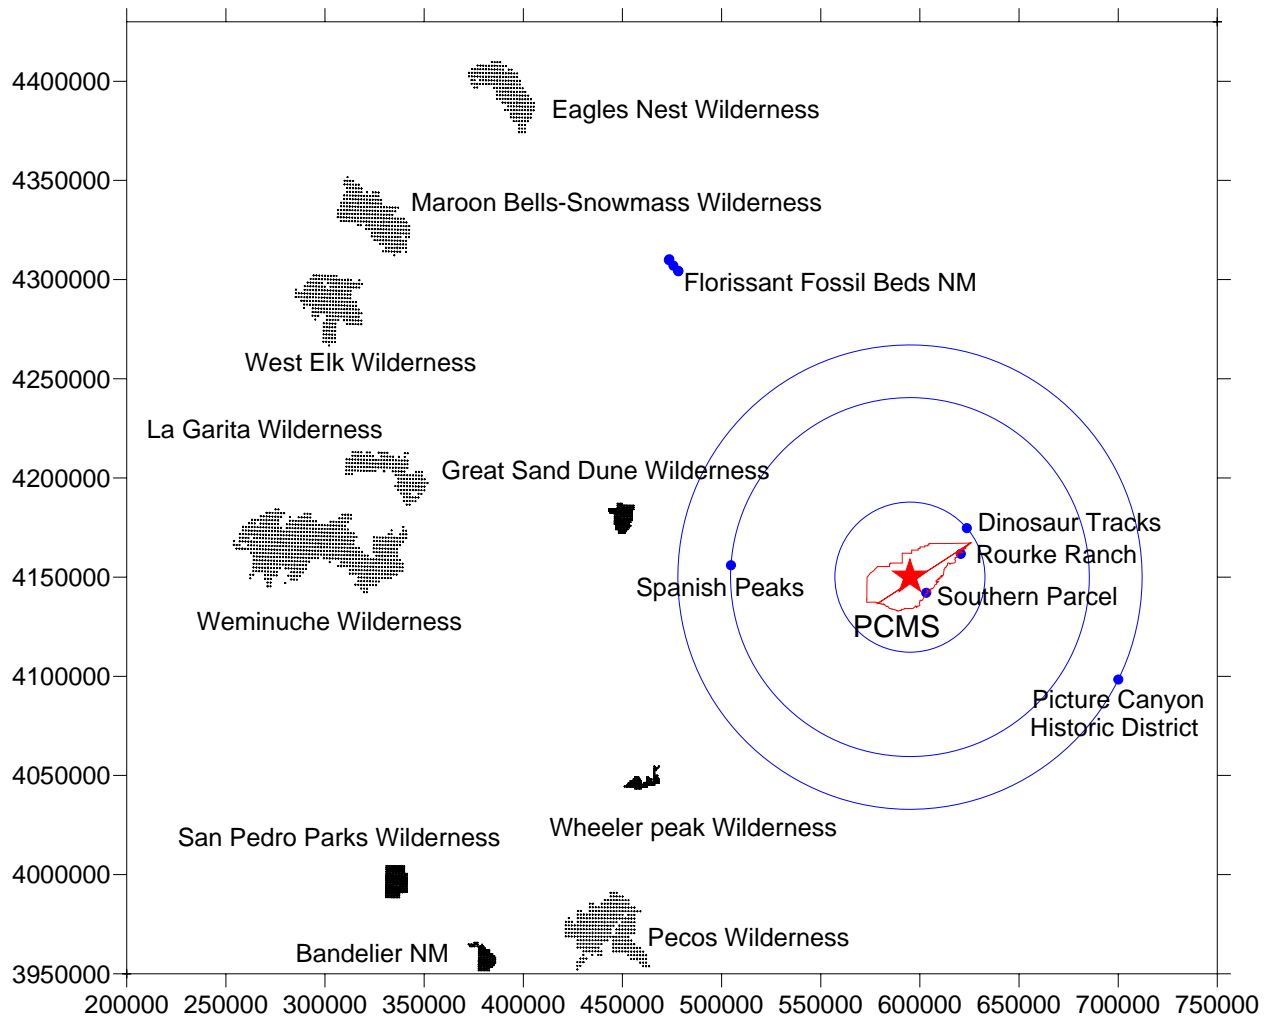 4400000
Eagles Nest Wilderness
4350000
Maroon Bells-Snowmass Wilderness
4300000
Florissant Fossil Beds NM
West Elk Wilderness
4250000
La Garita Wilderness
Great Sand Dune Wilderness
4200000
Dinosaur Tracks
Rourke Ranch
4150000
Spanish Peaks
Southern Parcel
Weminuche Wilderness
PCMS
4100000
Picture Canyon
Historic District
4050000
Wheeler peak Wilderness
San Pedro Parks Wilderness
4000000
Pecos Wilderness
Bandelier NM
3950000
200000 250000 300000 350000 400000 450000 500000 550000 600000 650000 700000 750000